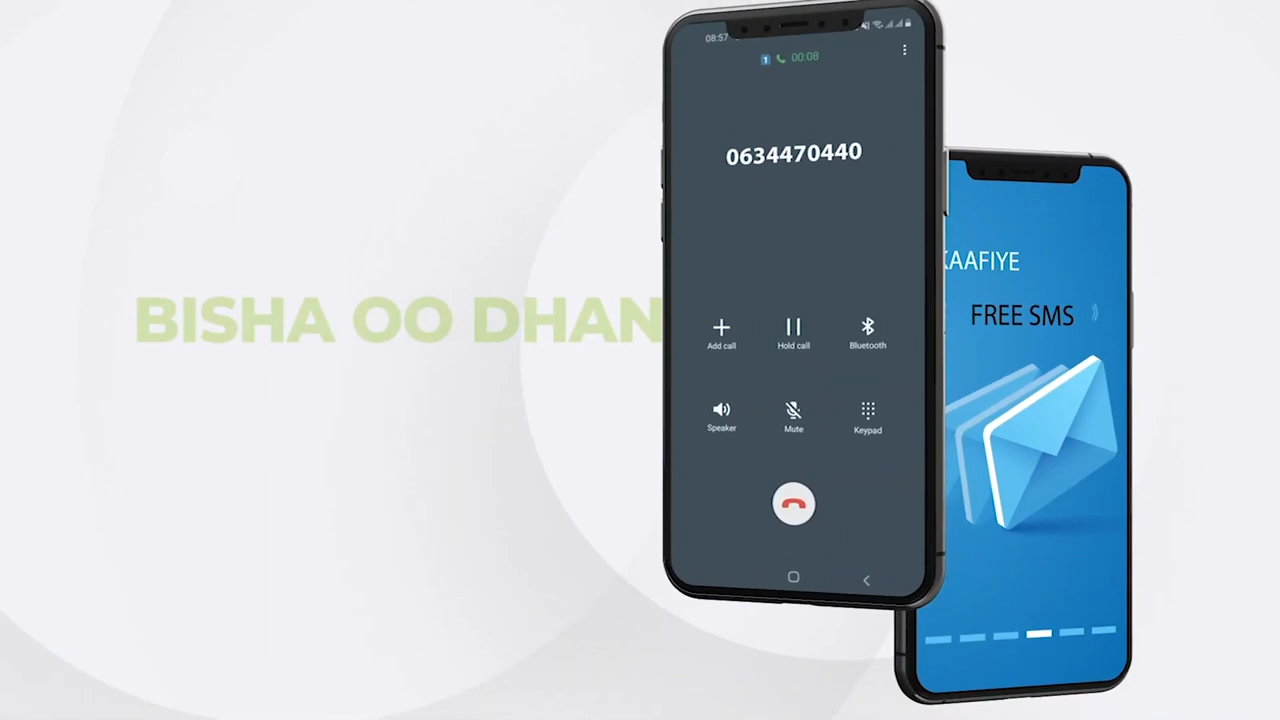 08:57
1 00:08
0634470440
Add call
Hold call
Bluetooth
Speaker
Mute
Keypad
BISHA OO DHAN
KAAFIYE
FREE SMS